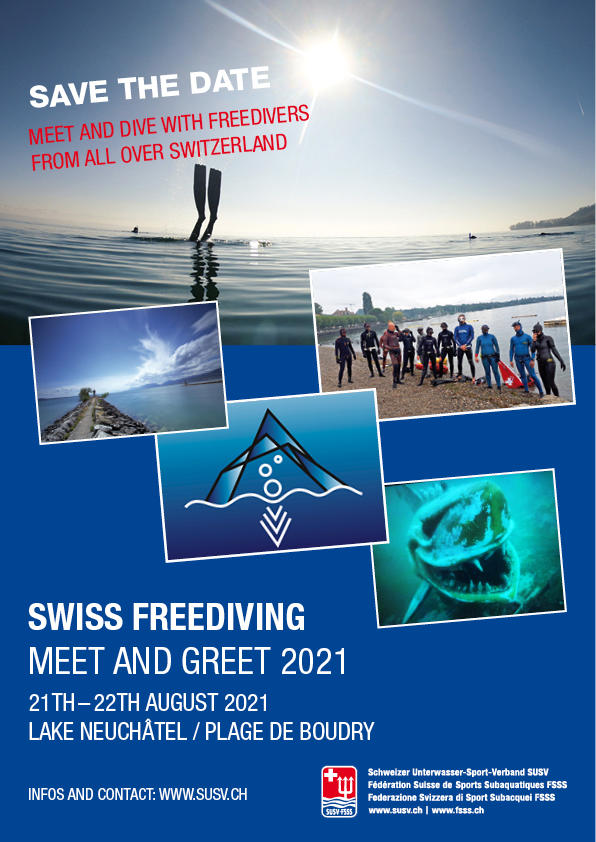 SAVE THE DATE
MEET AND DIVE WITH FREEDIVERS
FROM ALL OVER SWITZERLAND
SWISS FREEDIVING
MEET AND GREET 2021
21TH – 22TH AUGUST 2021
LAKE NEUCHÂTEL / PLAGE DE BOUDRY
INFOS AND CONTACT: WWW.SUSV.CH
SUSV-FSSS
Schweizer Unterwasser-Sport-Verband SUSV
Fédération Suisse de Sports Subaquatiques FSSS
Federazione Svizzera di Sport Subacquei FSSS
www.susv.ch | www.fsss.ch